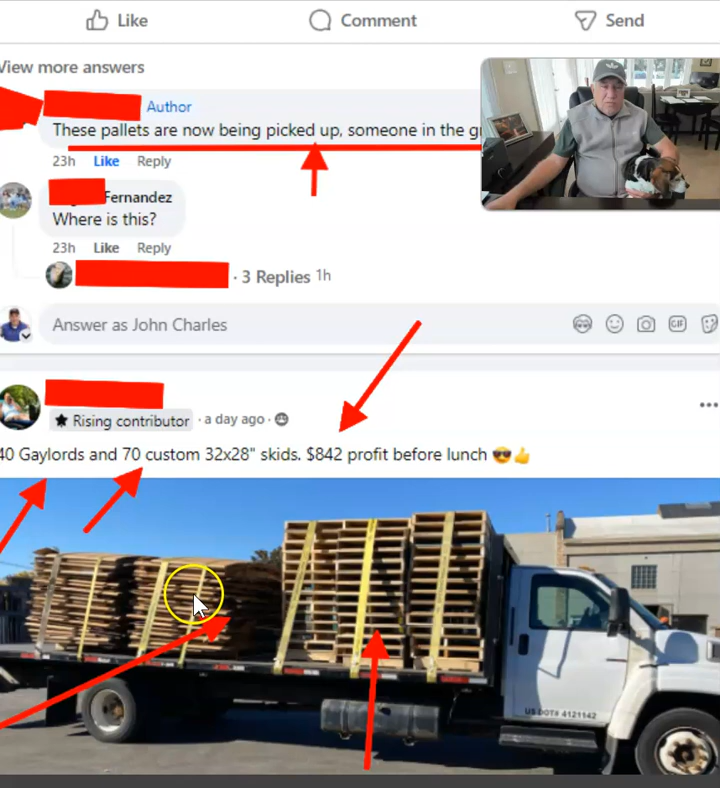 Like Comment Send
View more answers
Author
These pallets are now being picked up, someone in the g
23h Like Reply
Fernandez
Where is this?
23h Like Reply
· 3 Replies 1h
Answer as John Charles
GIF
Rising contributor · a day ago ·
40 Gaylords and 70 custom 32x28" skids. $842 profit before lunch 😎👍
US DOT# 4121142